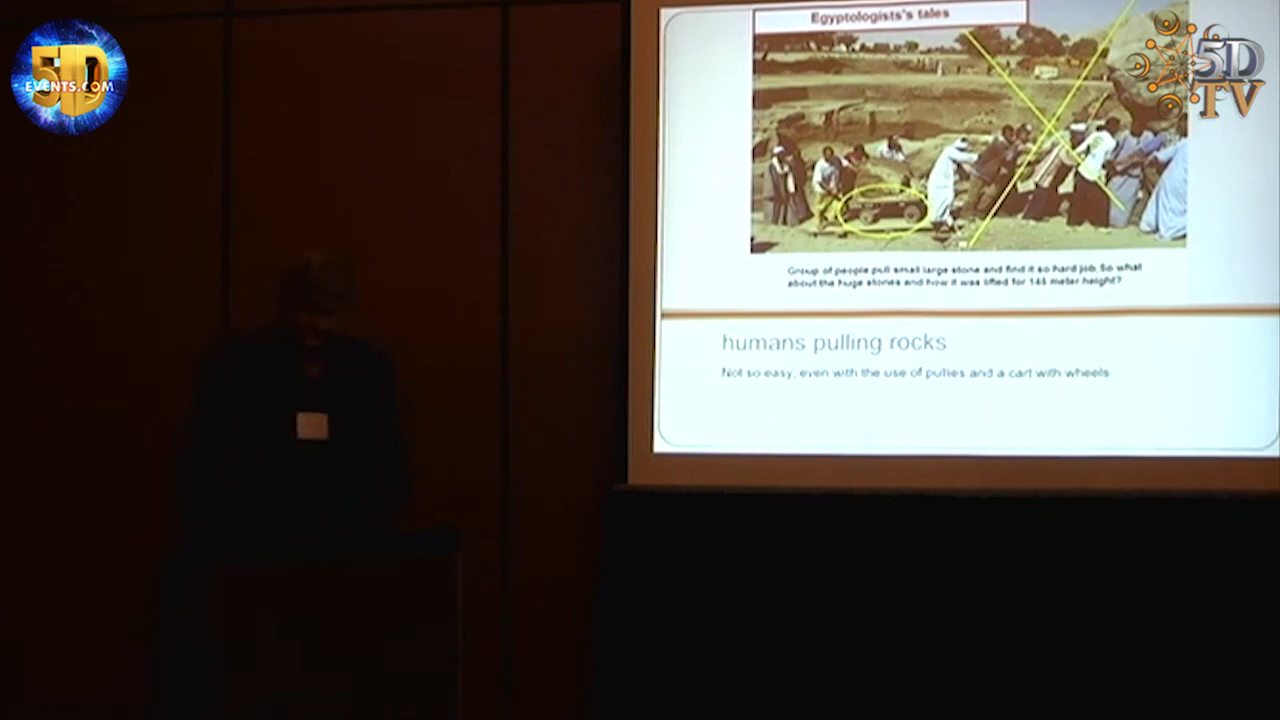 5D
EVENTS.COM
5D
TV
Egyptologists's tales
Group of people pull small large stone and find it so hard job. So what
about the huge stones and how it was lifted for 146 meter height?
humans pulling rocks
Not so easy, even with the use of pullies and a cart with wheels